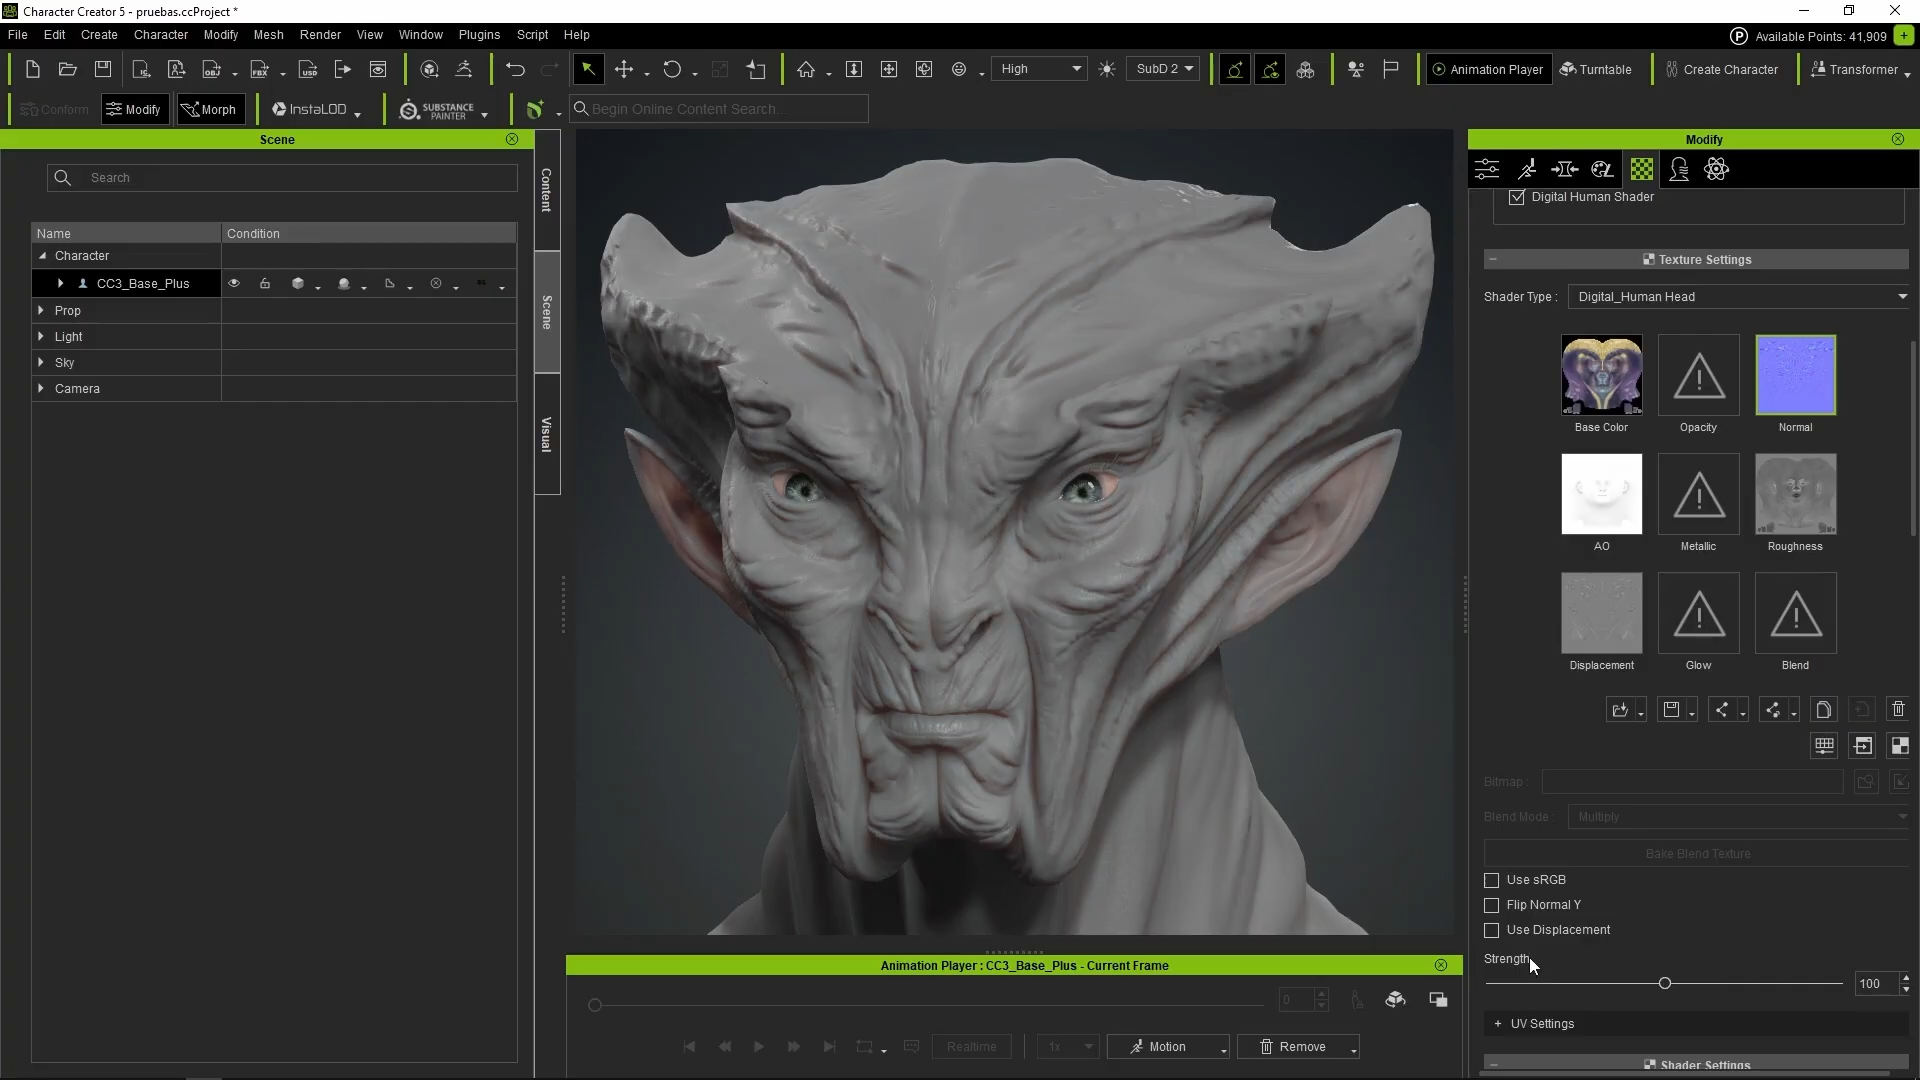 Character Creator 5 - pruebas.ccProject *
File Edit Create Character Modify Mesh Render View Window Plugins Script Help
Available Points: 41,909
High
SubD 2
Animation Player
Turntable
Create Character
Transformer
Conform
Modify
Morph
InstaLOD
SUBSTANCE
PAINTER
Begin Online Content Search...
Scene
Search
Name
Condition
Character
CC3_Base_Plus
Prop
Light
Sky
Camera
Content
Scene
Visual
Modify
Digital Human Shader
Texture Settings
Shader Type :
Digital_Human Head
Base Color
Opacity
Normal
AO
Metallic
Roughness
Displacement
Glow
Blend
Bitmap :
Blend Mode :
Multiply
Bake Blend Texture
Use sRGB
Flip Normal Y
Use Displacement
Strength
100
UV Settings
Shader Settings
Animation Player : CC3_Base_Plus - Current Frame
0
Realtime
1x
Motion
Remove